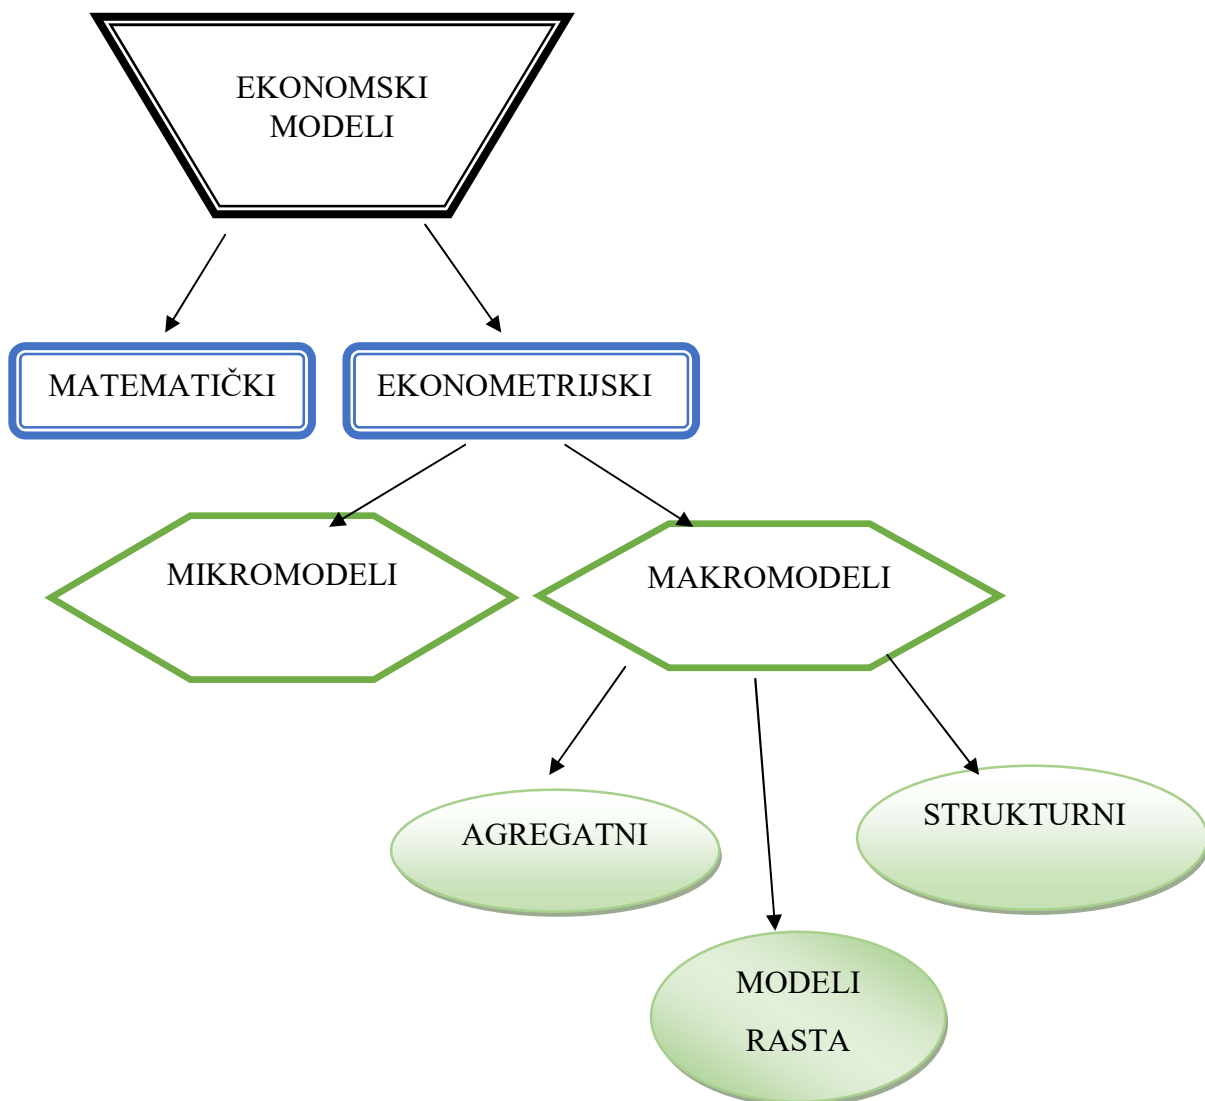 EKONOMSKI
MODELI
MATEMATIČKI
EKONOMETRIJSKI
MIKROMODELI
MAKROMODELI
AGREGATNI
STRUKTURNI
MODELI
RASTA